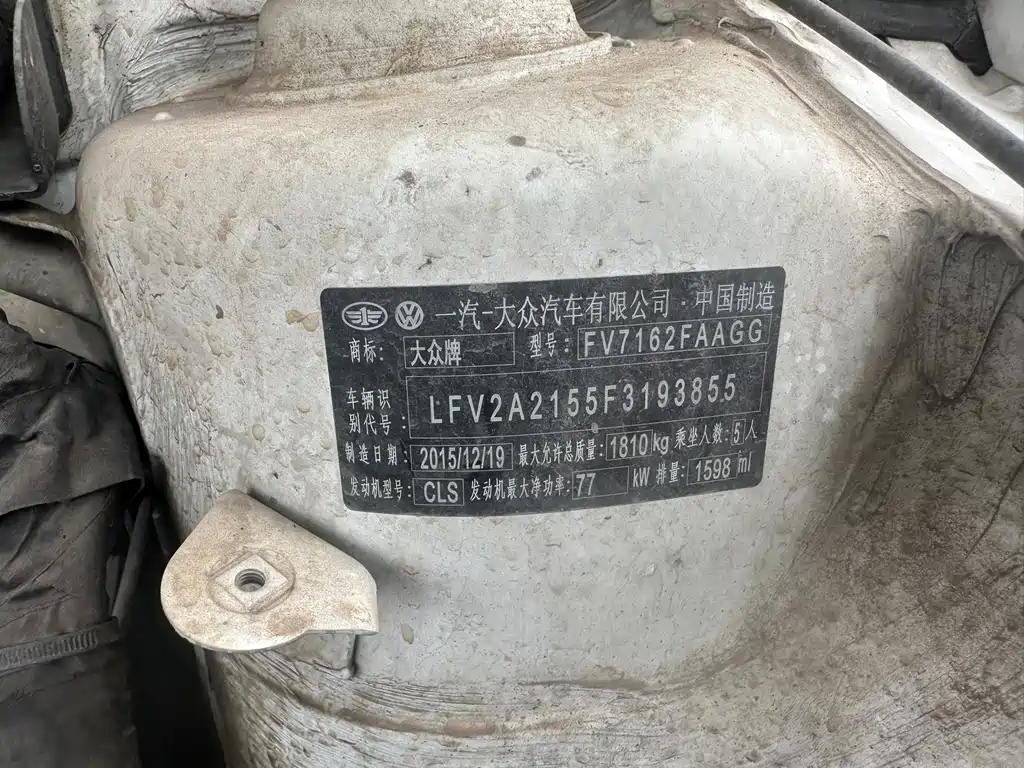 一汽-大众汽车有限公司 中国制造
商标: 大众牌 型号: FV7162FAAGG
车辆识别代号: LFV2A2155F3193855
制造日期: 2015/12/19 最大允许总质量: 1810 kg 乘坐人数: 5 人
发动机型号: CLS 发动机最大净功率: 77 kW 排量: 1598 ml